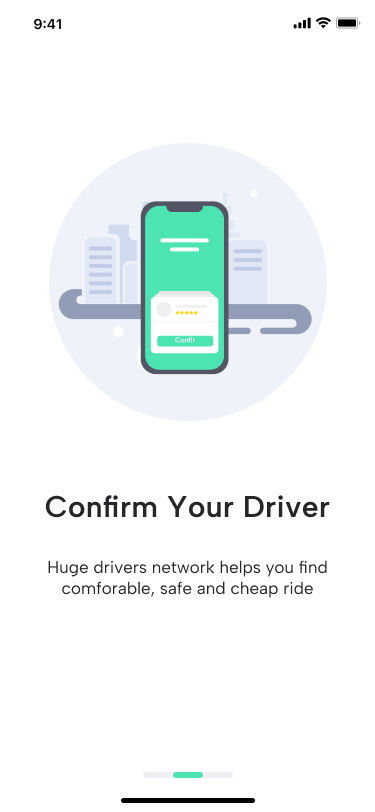 9:41
Confir
Confirm Your Driver
Huge drivers network helps you find
comforable, safe and cheap ride